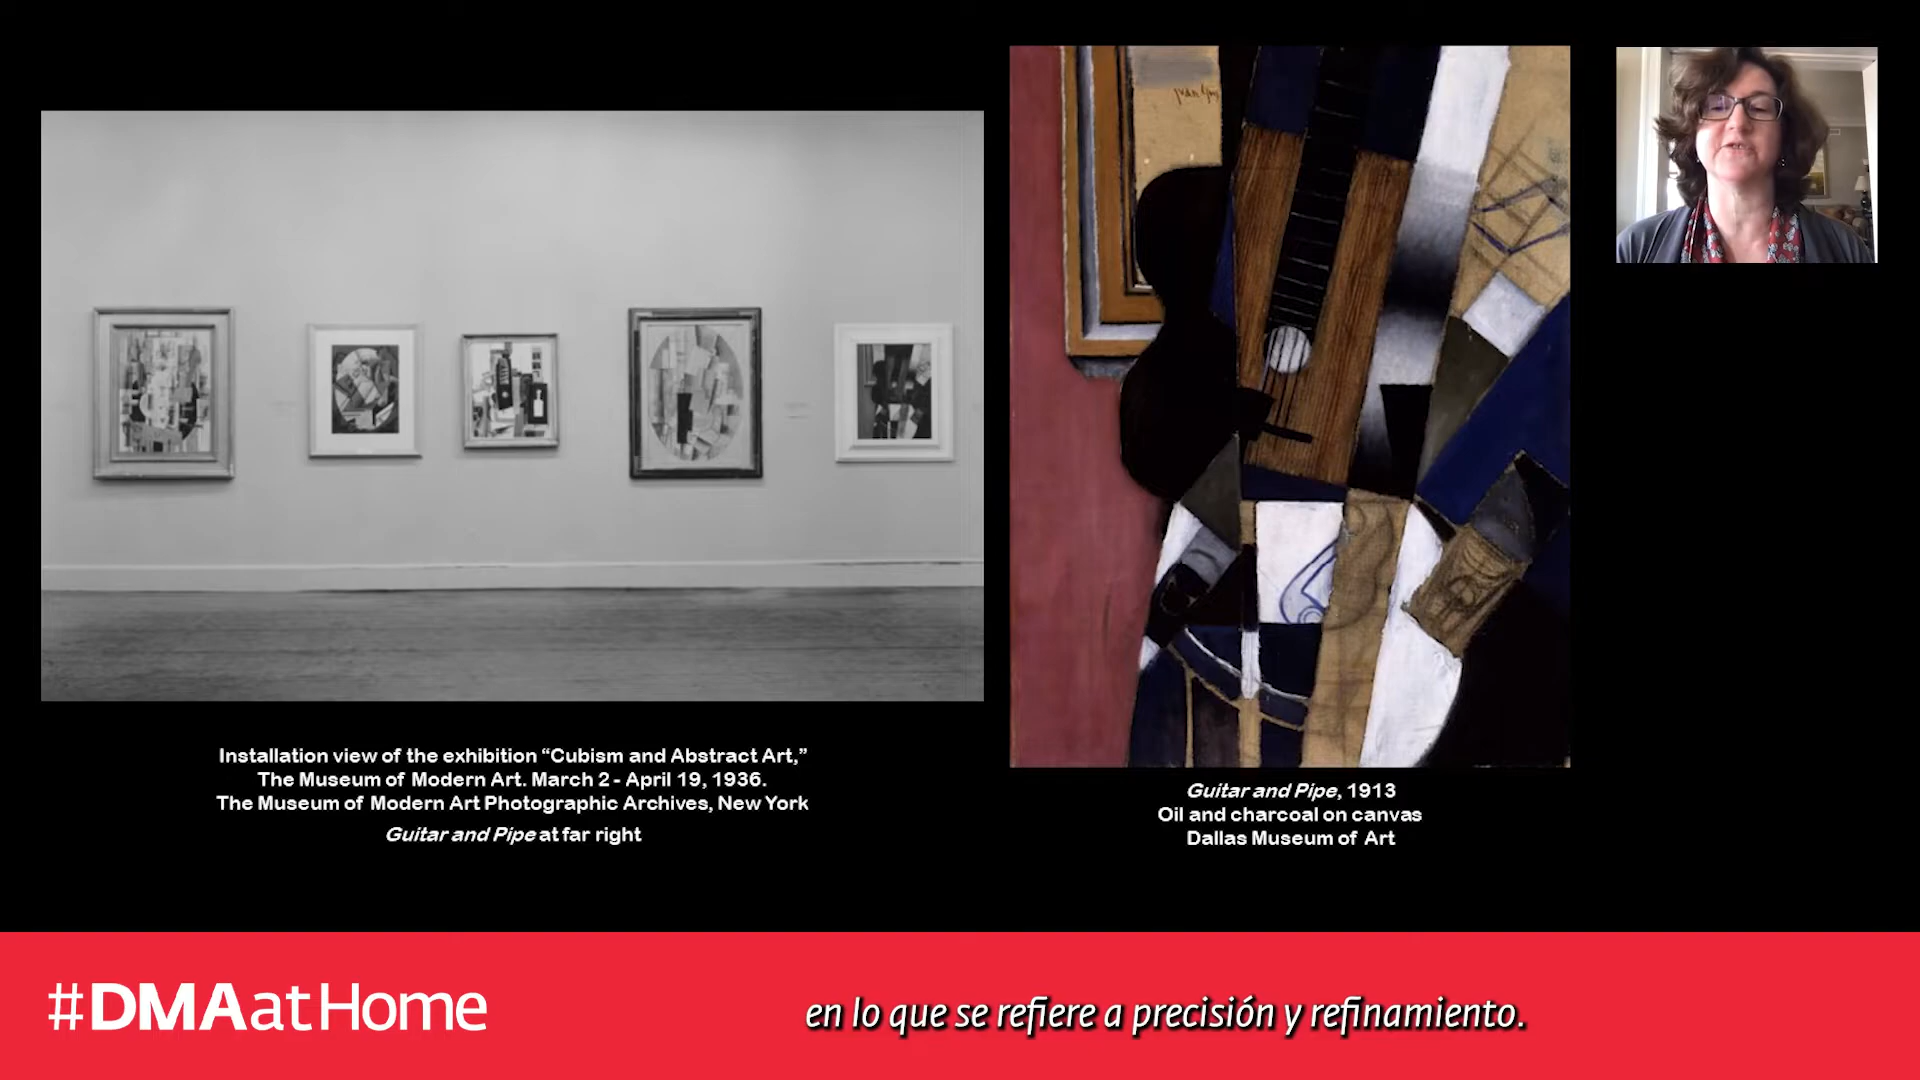 Juan Gris
Installation view of the exhibition “Cubism and Abstract Art,”
The Museum of Modern Art. March 2 - April 19, 1936.
The Museum of Modern Art Photographic Archives, New York
Guitar and Pipe at far right
Guitar and Pipe, 1913
Oil and charcoal on canvas
Dallas Museum of Art
#DMAatHome
en lo que se refiere a precisión y refinamiento.